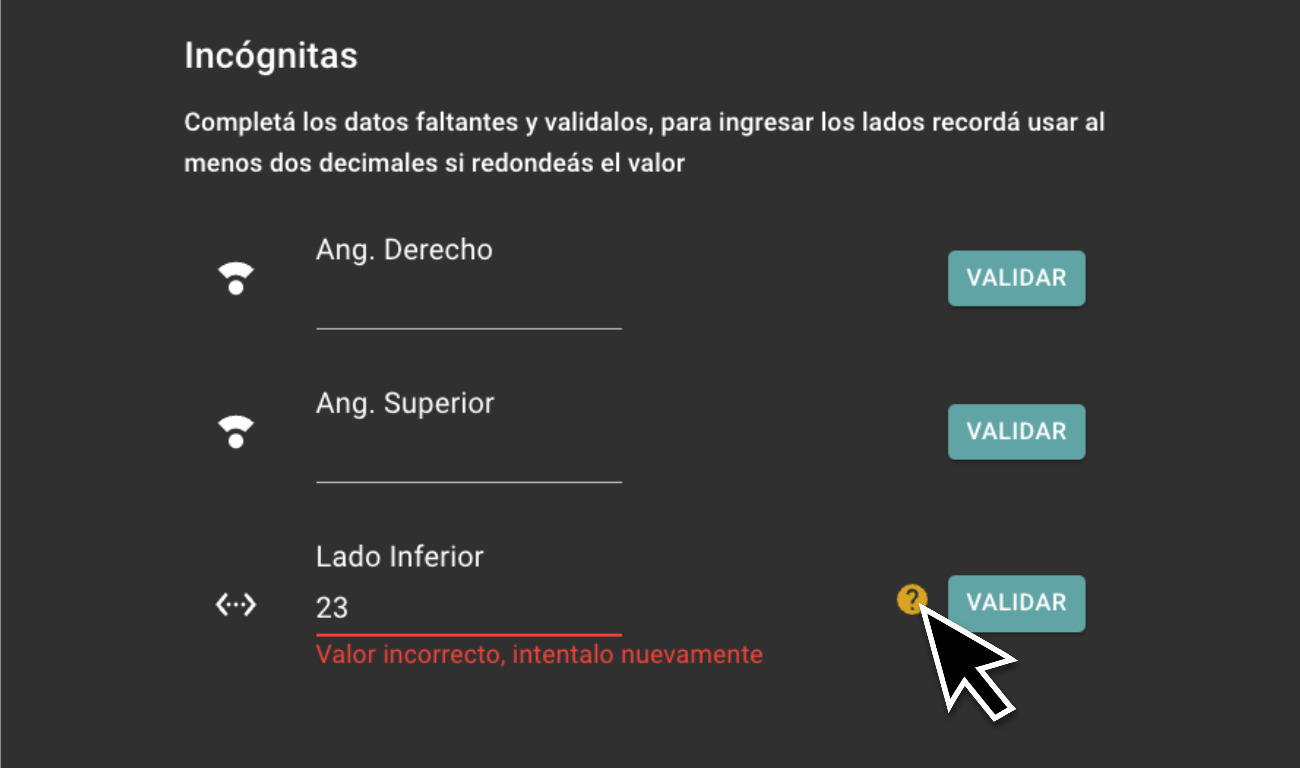 Incógnitas
Completá los datos faltantes y validalos, para ingresar los lados recordá usar al
menos dos decimales si redondeás el valor
Ang. Derecho
VALIDAR
Ang. Superior
VALIDAR
Lado Inferior
23
?
VALIDAR
Valor incorrecto, intentalo nuevamente